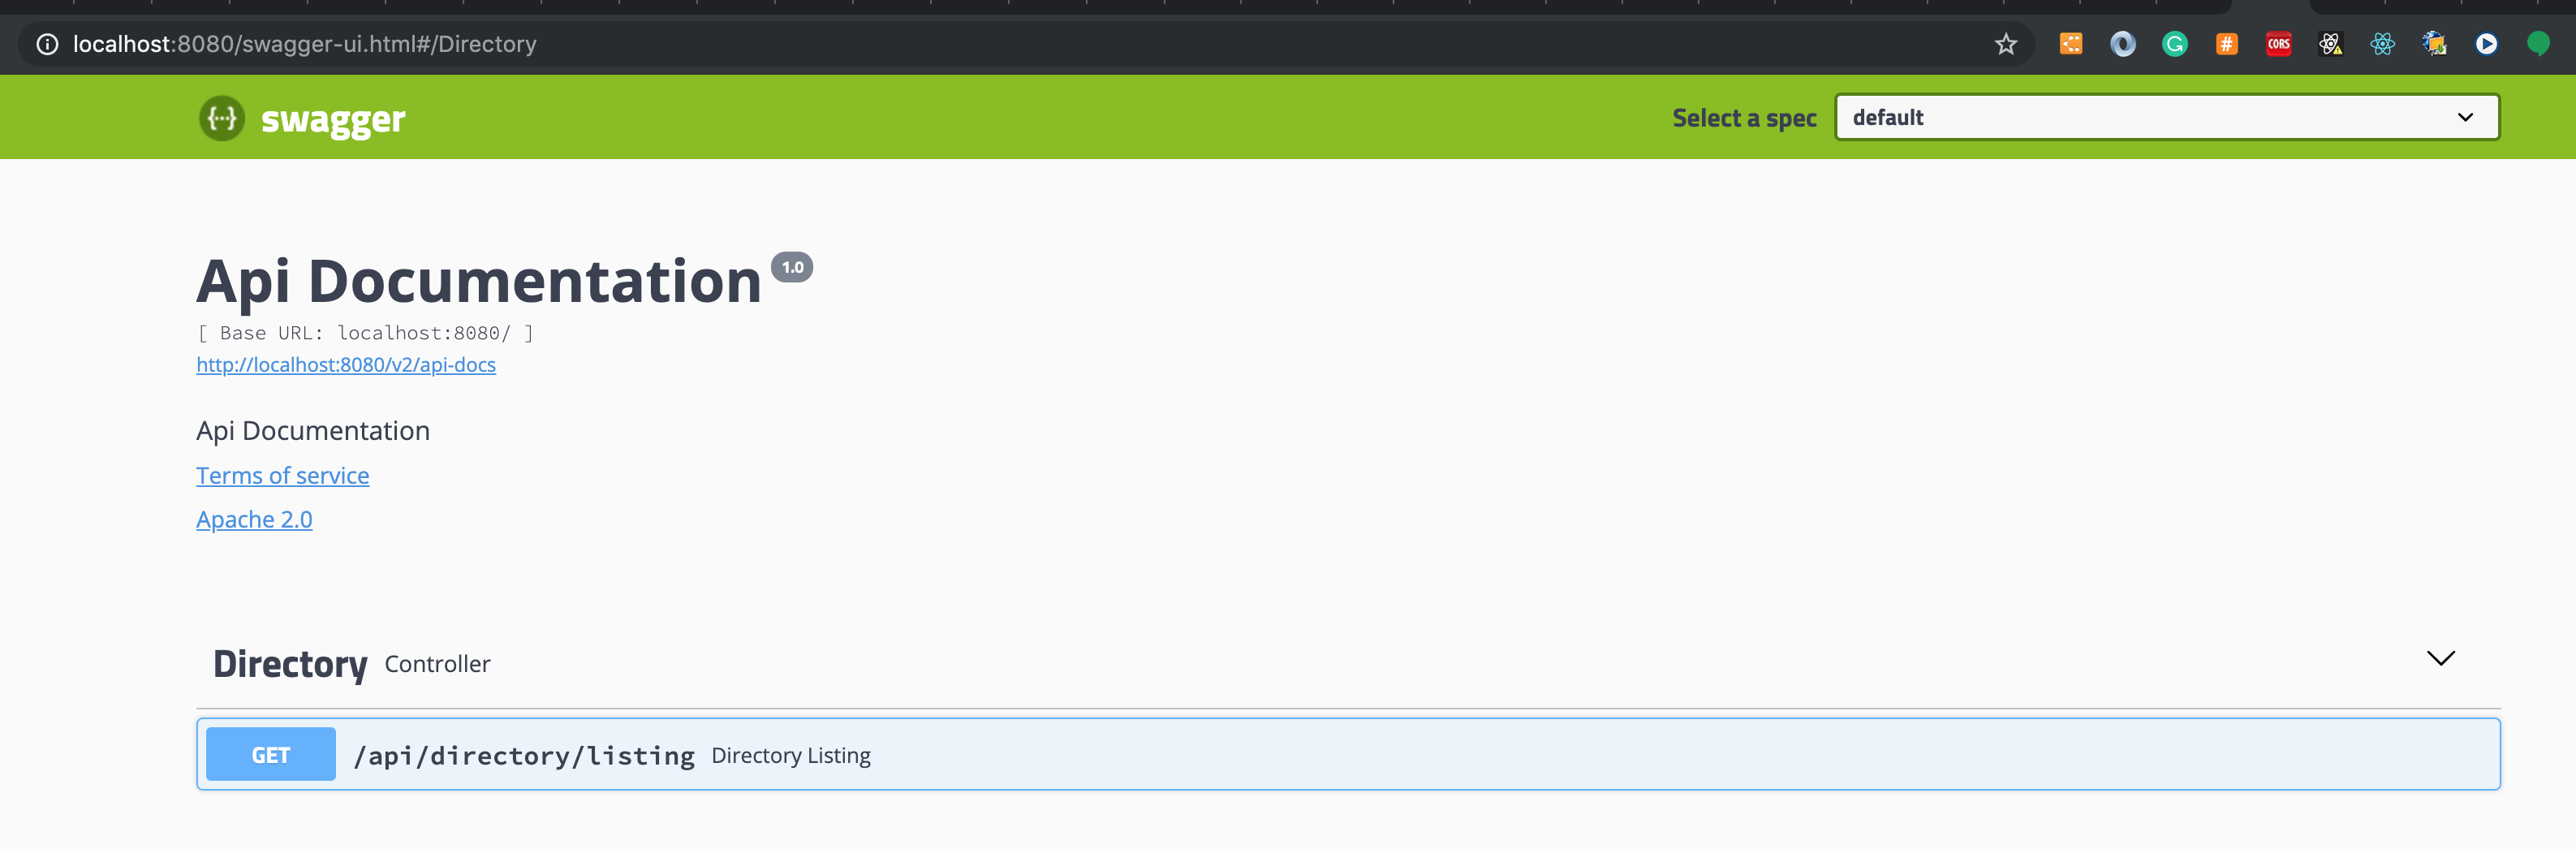 localhost:8080/swagger-ui.html#/Directory
CORS
swagger
Select a spec
default
Api Documentation 1.0
[ Base URL: localhost:8080/ ]
http://localhost:8080/v2/api-docs
Api Documentation
Terms of service
Apache 2.0
Directory Controller
GET /api/directory/listing Directory Listing